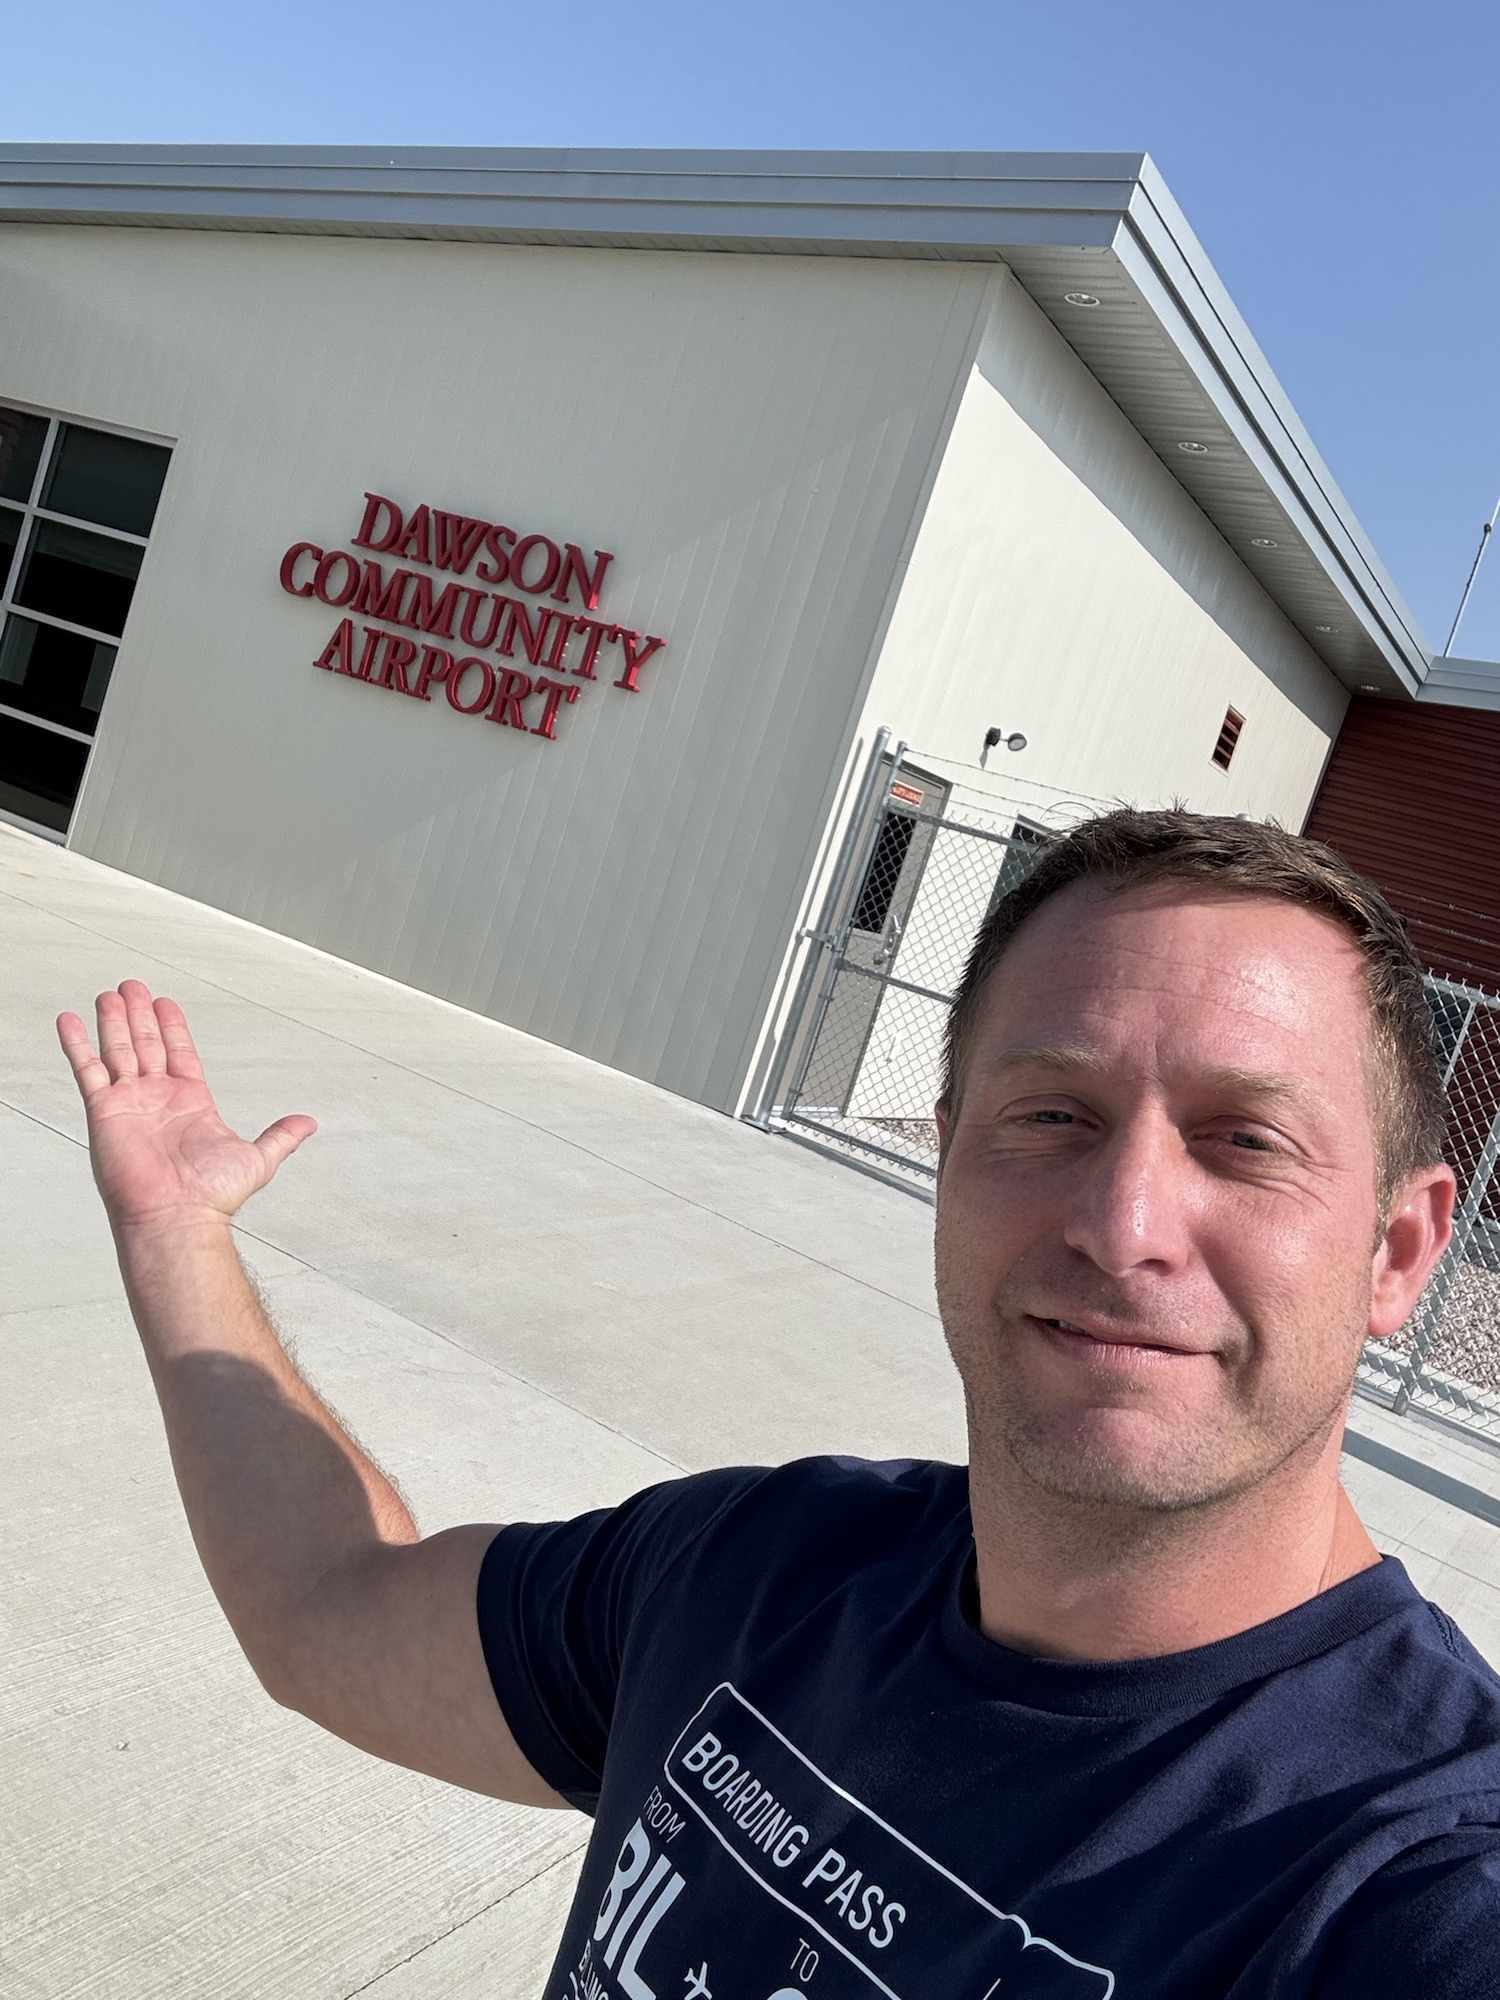 DAWSON
COMMUNITY
AIRPORT
BOARDING PASS
FROM
TO
BIL